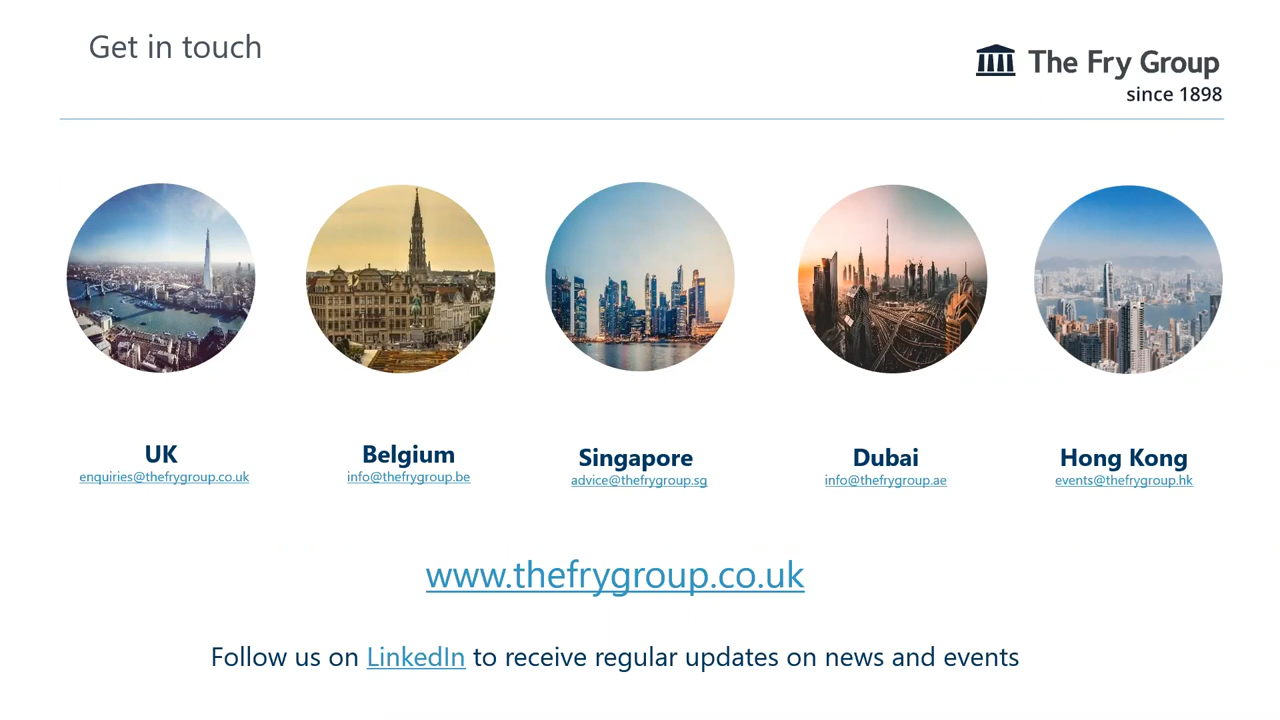 Get in touch
The Fry Group
since 1898
UK
enquiries@thefrygroup.co.uk
Belgium
info@thefrygroup.be
Singapore
advice@thefrygroup.sg
Dubai
info@thefrygroup.ae
Hong Kong
events@thefrygroup.hk
www.thefrygroup.co.uk
Follow us on LinkedIn to receive regular updates on news and events